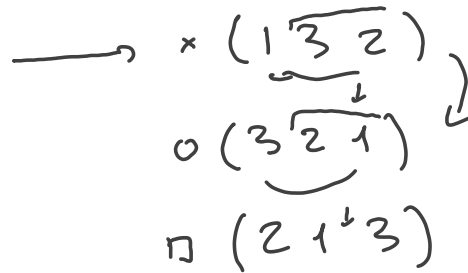 → × (1 3 2)
○ (3 2 1)
□ (2 1 3)